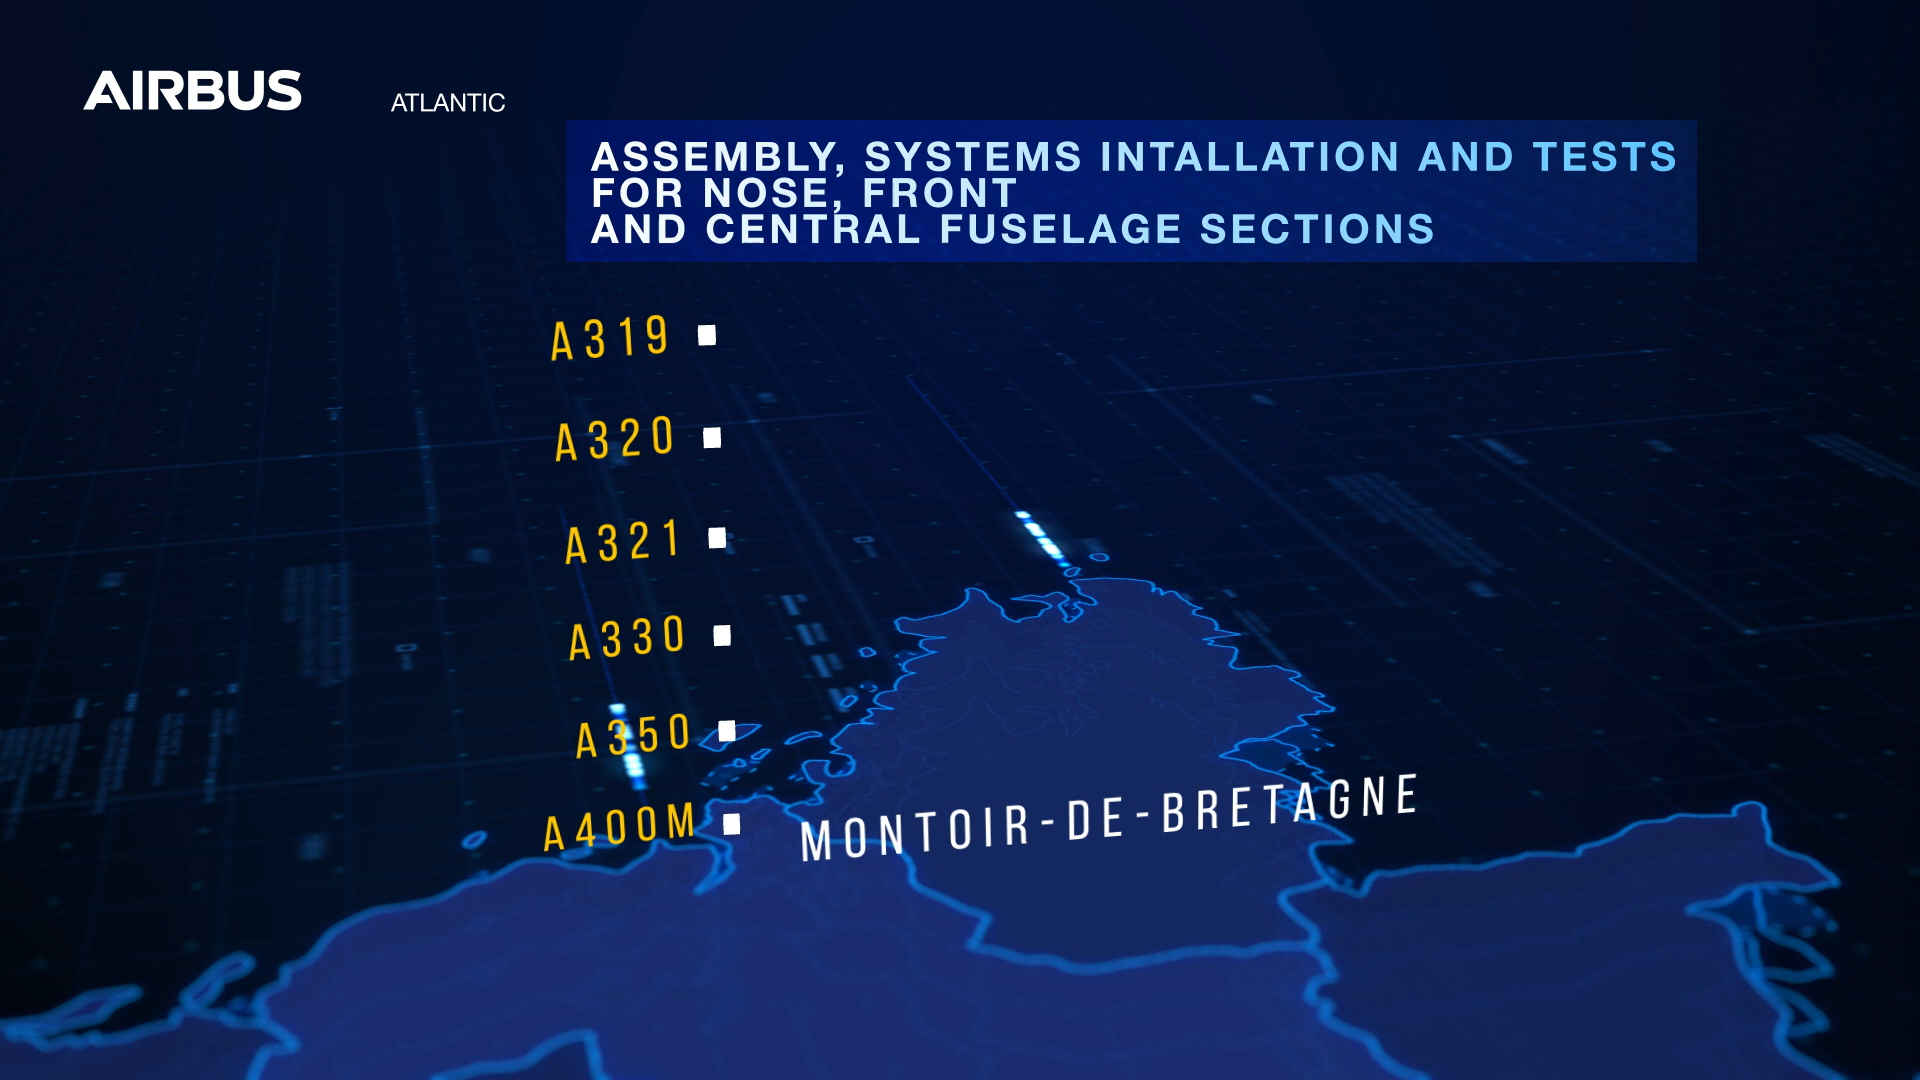 AIRBUS
ATLANTIC
ASSEMBLY, SYSTEMS INTALLATION AND TESTS
FOR NOSE, FRONT
AND CENTRAL FUSELAGE SECTIONS
A319
A320
A321
A330
A350
A400M
MONTOIR-DE-BRETAGNE